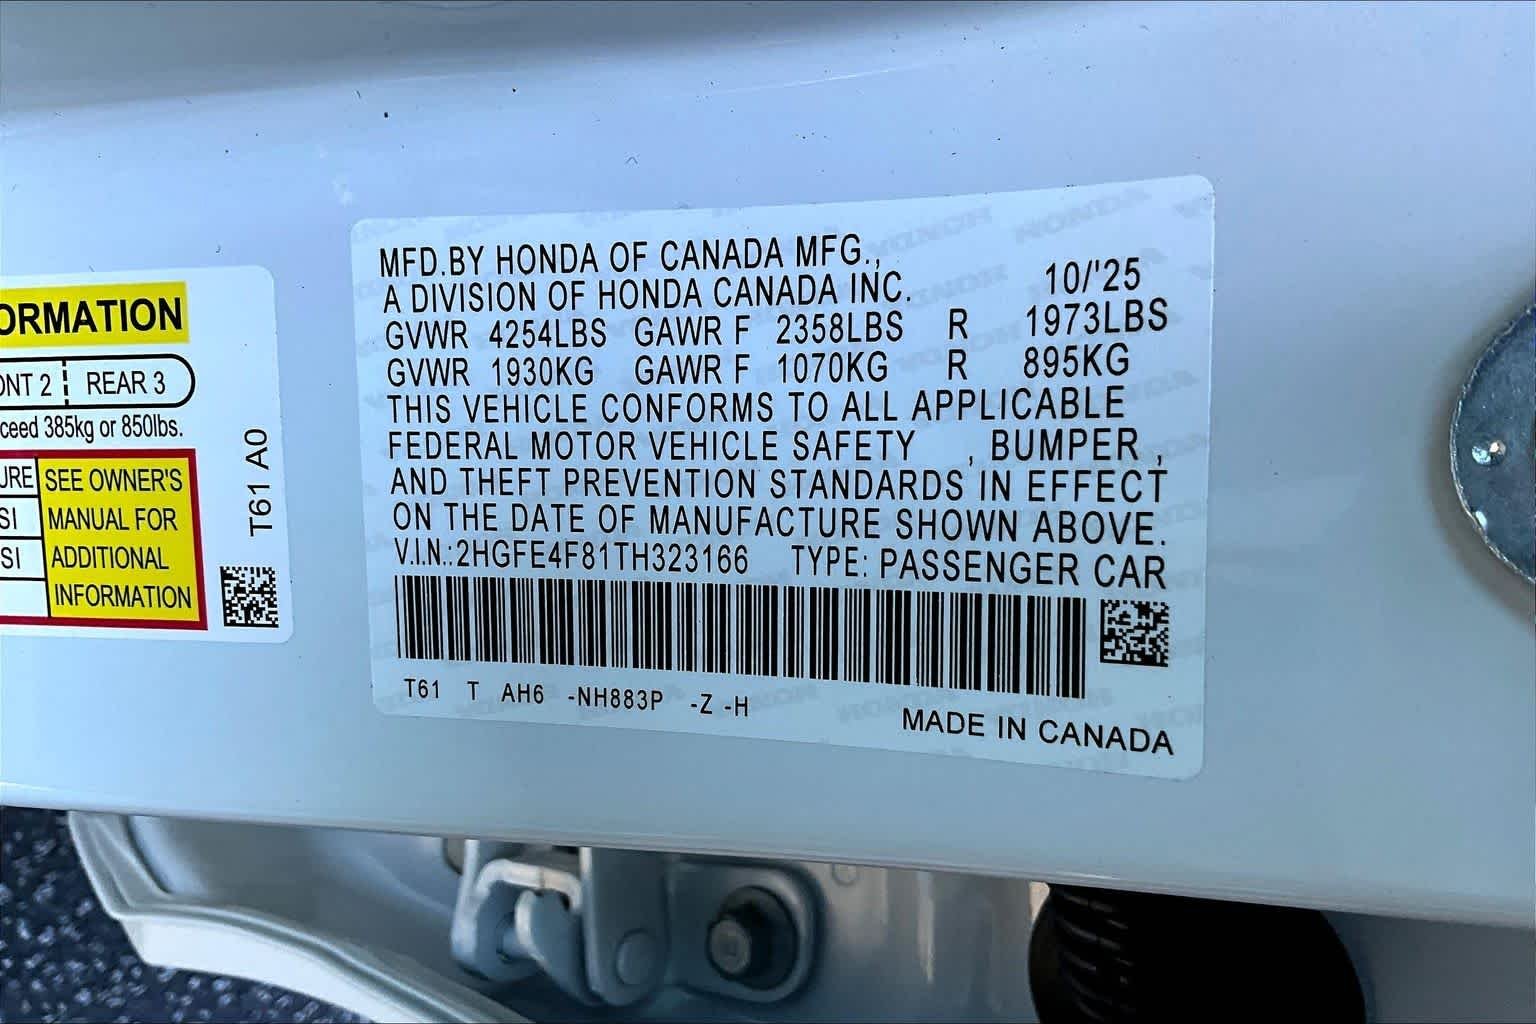 ORMATION
ONT 2 REAR 3
ceed 385kg or 850lbs.
URE SEE OWNER'S
SI MANUAL FOR
SI ADDITIONAL
INFORMATION
T61 A0
MFD.BY HONDA OF CANADA MFG.,
A DIVISION OF HONDA CANADA INC. 10/'25
GVWR 4254LBS GAWR F 2358LBS R 1973LBS
GVWR 1930KG GAWR F 1070KG R 895KG
THIS VEHICLE CONFORMS TO ALL APPLICABLE
FEDERAL MOTOR VEHICLE SAFETY , BUMPER ,
AND THEFT PREVENTION STANDARDS IN EFFECT
ON THE DATE OF MANUFACTURE SHOWN ABOVE.
V.I.N.:2HGFE4F81TH323166 TYPE: PASSENGER CAR
T61 T AH6 -NH883P -Z -H
MADE IN CANADA